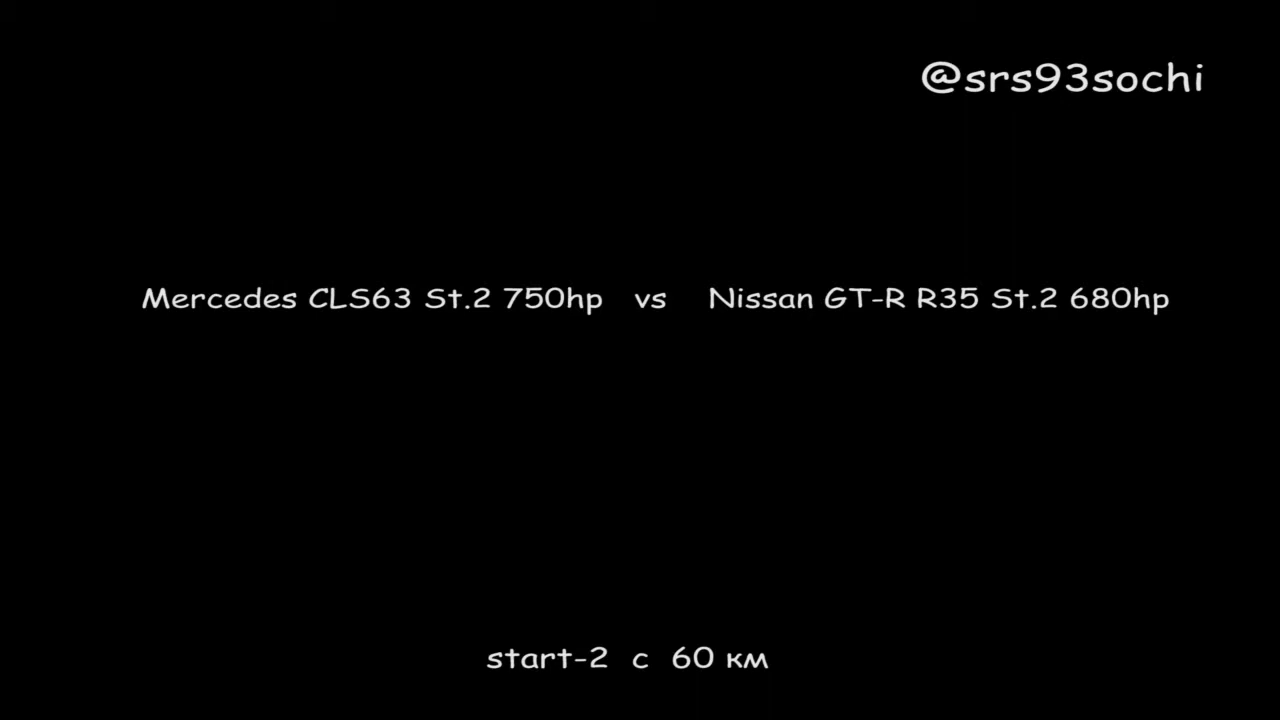 @srs93sochi
Mercedes CLS63 St.2 750hp vs Nissan GT-R R35 St.2 680hp
start-2 с 60 км